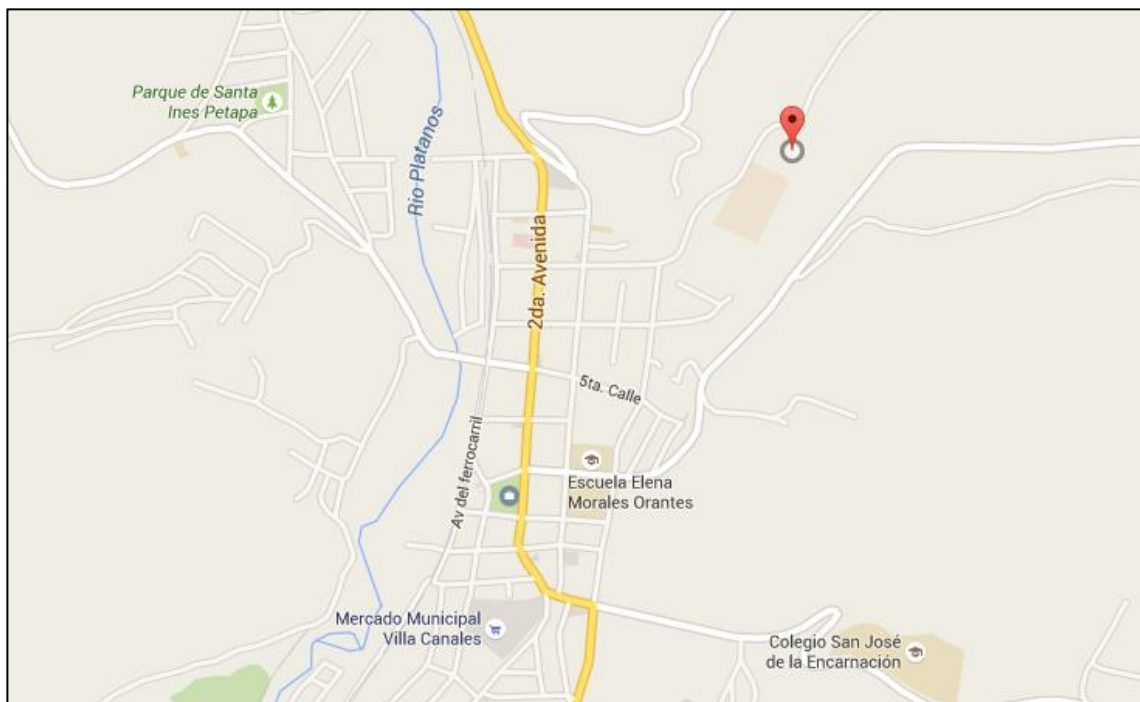 Parque de Santa
Ines Petapa
Rio Platanos
2da. Avenida
5ta. Calle
Av del ferrocarril
Escuela Elena
Morales Orantes
Mercado Municipal
Villa Canales
Colegio San José
de la Encarnación